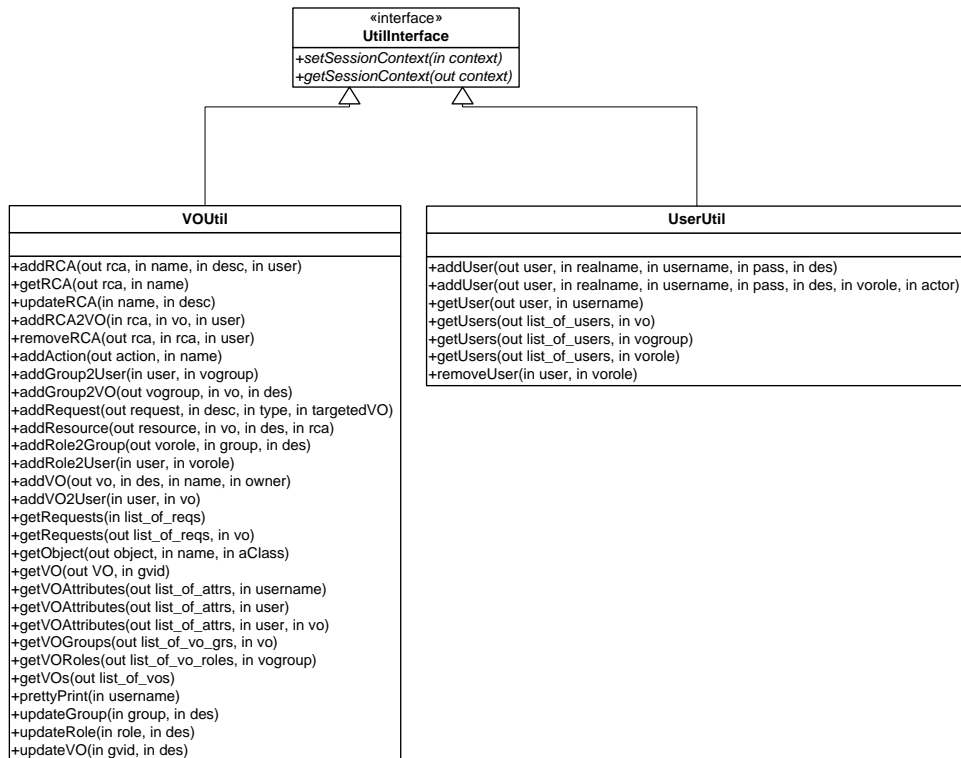 «interface»
UtilInterface
+setSessionContext(in context)
+getSessionContext(out context)
VOUtil
+addRCA(out rca, in name, in desc, in user)
+getRCA(out rca, in name)
+updateRCA(in name, in desc)
+addRCA2VO(in rca, in vo, in user)
+removeRCA(out rca, in rca, in user)
+addAction(out action, in name)
+addGroup2User(in user, in vogroup)
+addGroup2VO(out vogroup, in vo, in des)
+addRequest(out request, in desc, in type, in targetedVO)
+addResource(out resource, in vo, in des, in rca)
+addRole2Group(out vorole, in group, in des)
+addRole2User(in user, in vorole)
+addVO(out vo, in des, in name, in owner)
+addVO2User(in user, in vo)
+getRequests(in list_of_reqs)
+getRequests(out list_of_reqs, in vo)
+getObject(out object, in name, in aClass)
+getVO(out VO, in gvid)
+getVOAttributes(out list_of_attrs, in username)
+getVOAttributes(out list_of_attrs, in user)
+getVOAttributes(out list_of_attrs, in user, in vo)
+getVOGroups(out list_of_vo_grs, in vo)
+getVORoles(out list_of_vo_roles, in vogroup)
+getVOs(out list_of_vos)
+prettyPrint(in username)
+updateGroup(in group, in des)
+updateRole(in role, in des)
+updateVO(in gvid, in des)
UserUtil
+addUser(out user, in realname, in username, in pass, in des)
+addUser(out user, in realname, in username, in pass, in des, in vorole, in actor)
+getUser(out user, in username)
+getUsers(out list_of_users, in vo)
+getUsers(out list_of_users, in vogroup)
+getUsers(out list_of_users, in vorole)
+removeUser(in user, in vorole)